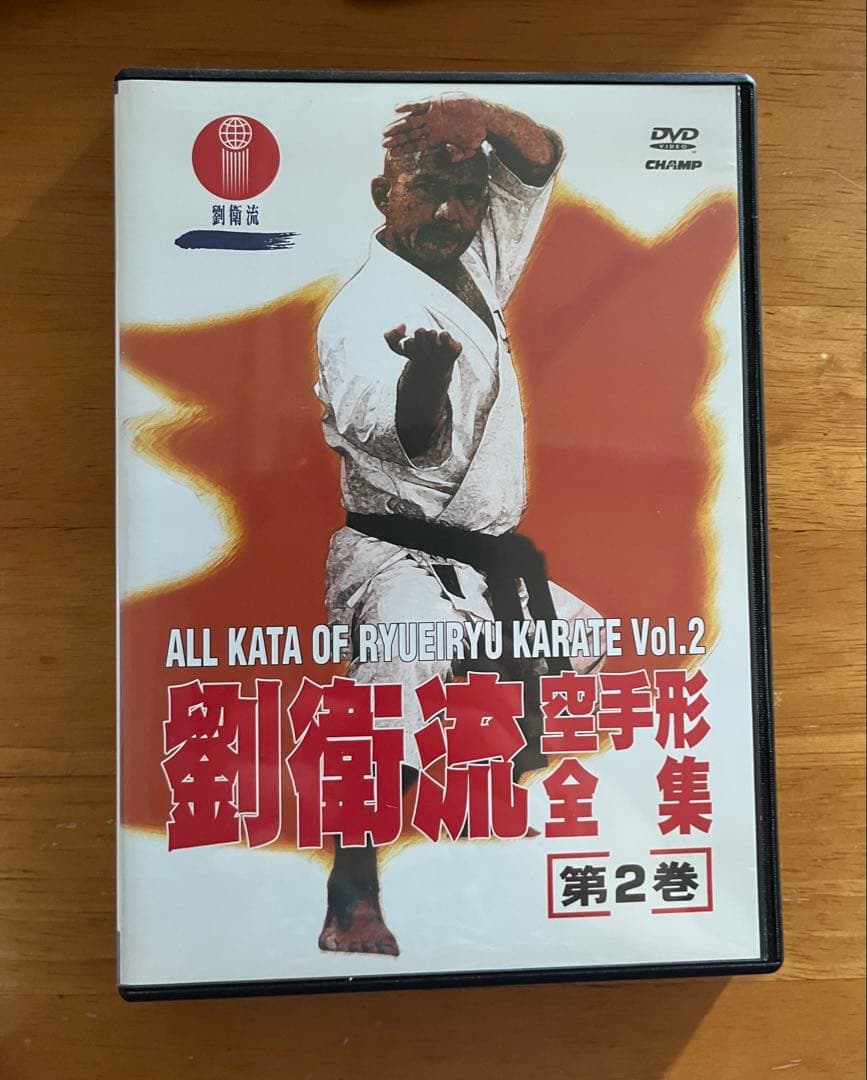 DVD
VIDEO
CHAMP
劉衛流
ALL KATA OF RYUEIRYU KARATE Vol.2
劉衛流 空手形
全集
第2巻